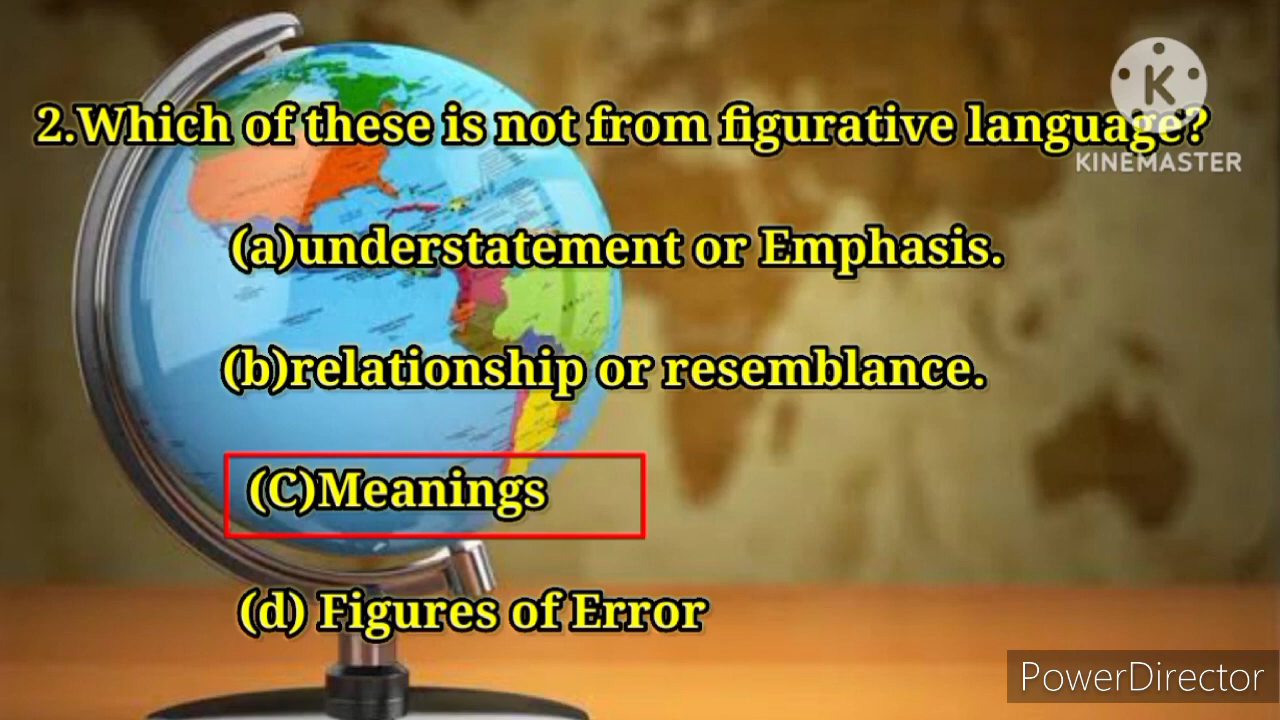 2.Which of these is not from figurative language?
KINEMASTER
(a)understatement or Emphasis.
(b)relationship or resemblance.
(C)Meanings
(d) Figures of Error
PowerDirector